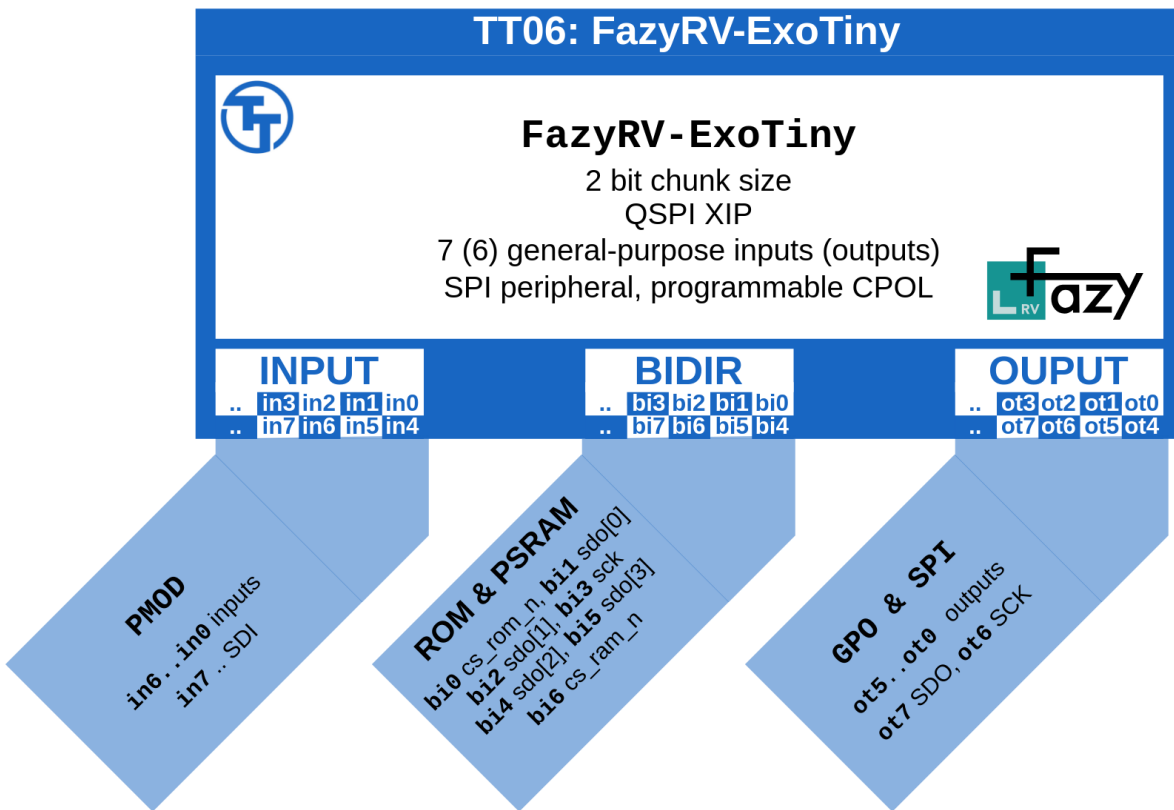 TT06: FazyRV-ExoTiny
TT
FazyRV-ExoTiny
2 bit chunk size
QSPI XIP
7 (6) general-purpose inputs (outputs)
SPI peripheral, programmable CPOL
fazy
RV
INPUT
.. in3 in2 in1 in0
.. in7 in6 in5 in4
BIDIR
.. bi3 bi2 bi1 bi0
.. bi7 bi6 bi5 bi4
OUPUT
.. ot3 ot2 ot1 ot0
.. ot7 ot6 ot5 ot4
PMOD
in6..in0 inputs
in7 .. SDI
ROM & PSRAM
bi0 cs_rom_n, bi1 sdo[0]
bi2 sdo[1], bi3 sck
bi4 sdo[2], bi5 sdo[3]
bi6 cs_ram_n
GPO & SPI
ot5..ot0 outputs
ot7 SDO, ot6 SCK